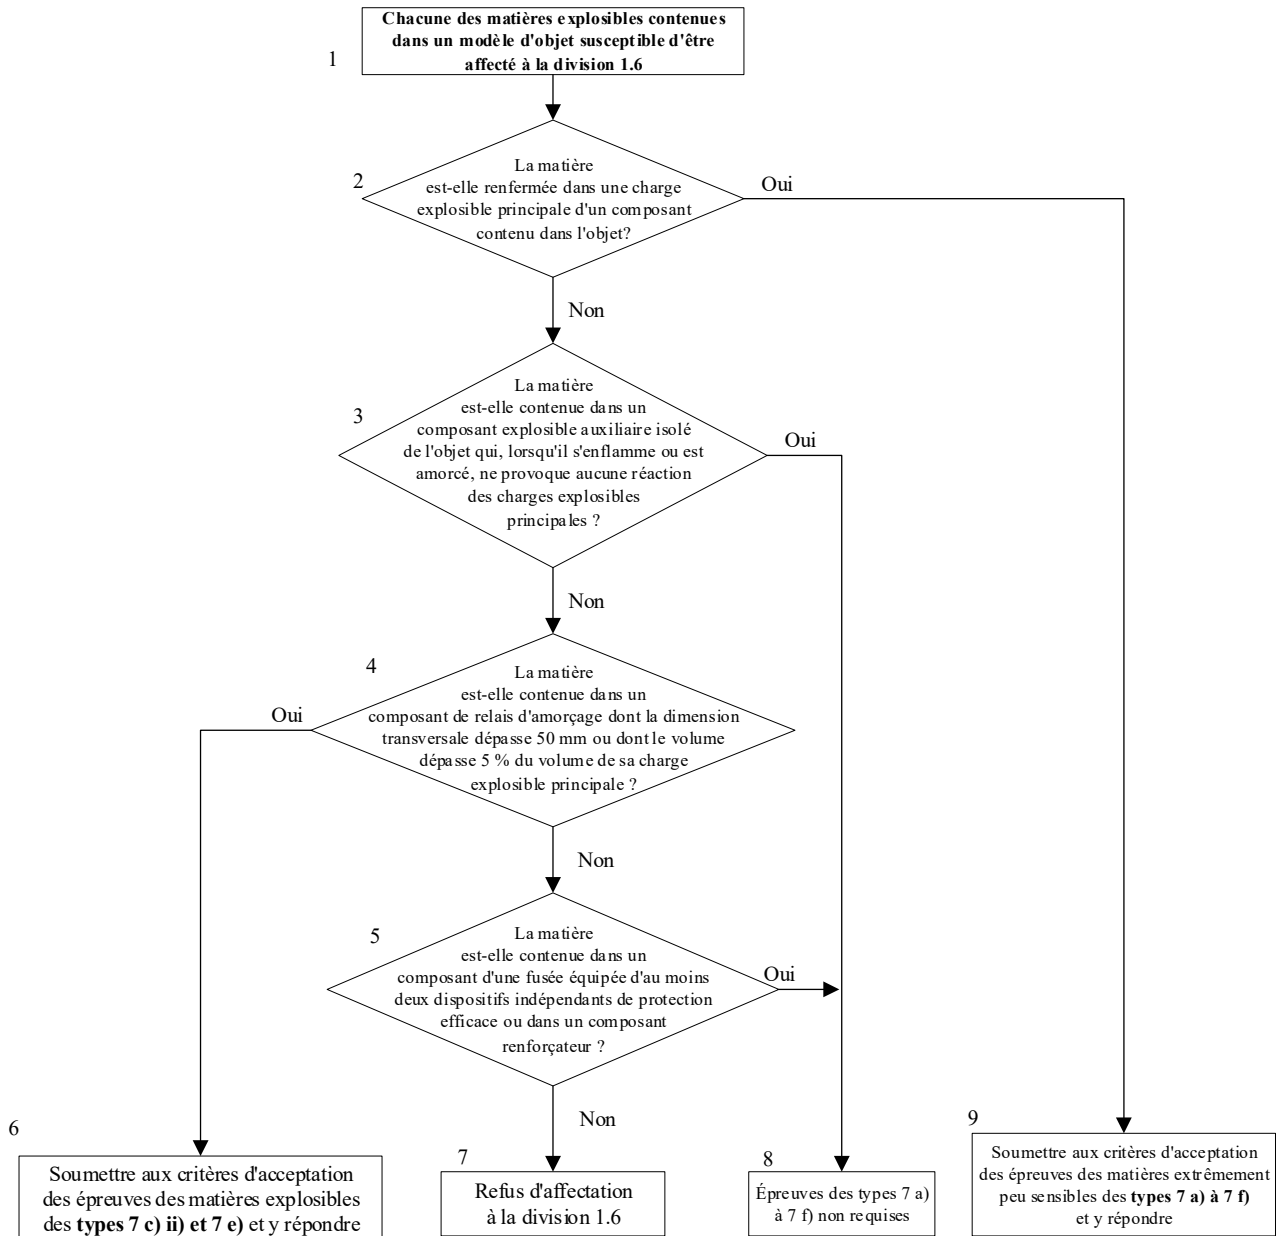 1
Chacune des matières explosibles contenues
dans un modèle d'objet susceptible d'être
affecté à la division 1.6
2
La matière
est-elle renfermée dans une charge
explosible principale d'un composant
contenu dans l'objet?
Oui
Non
3
La matière
est-elle contenue dans un
composant explosible auxiliaire isolé
de l'objet qui, lorsqu'il s'enflamme ou est
amorcé, ne provoque aucune réaction
des charges explosibles
principales ?
Oui
Non
4
La matière
est-elle contenue dans un
composant de relais d'amorçage dont la dimension
transversale dépasse 50 mm ou dont le volume
dépasse 5 % du volume de sa charge
explosible principale ?
Oui
Non
5
La matière
est-elle contenue dans un
composant d'une fusée équipée d'au moins
deux dispositifs indépendants de protection
efficace ou dans un composant
renforçateur ?
Oui
Non
6
Soumettre aux critères d'acceptation
des épreuves des matières explosibles
des types 7 c) ii) et 7 e) et y répondre
7
Refus d'affectation
à la division 1.6
8
Épreuves des types 7 a)
à 7 f) non requises
9
Soumettre aux critères d'acceptation
des épreuves des matières extrêmement
peu sensibles des types 7 a) à 7 f)
et y répondre